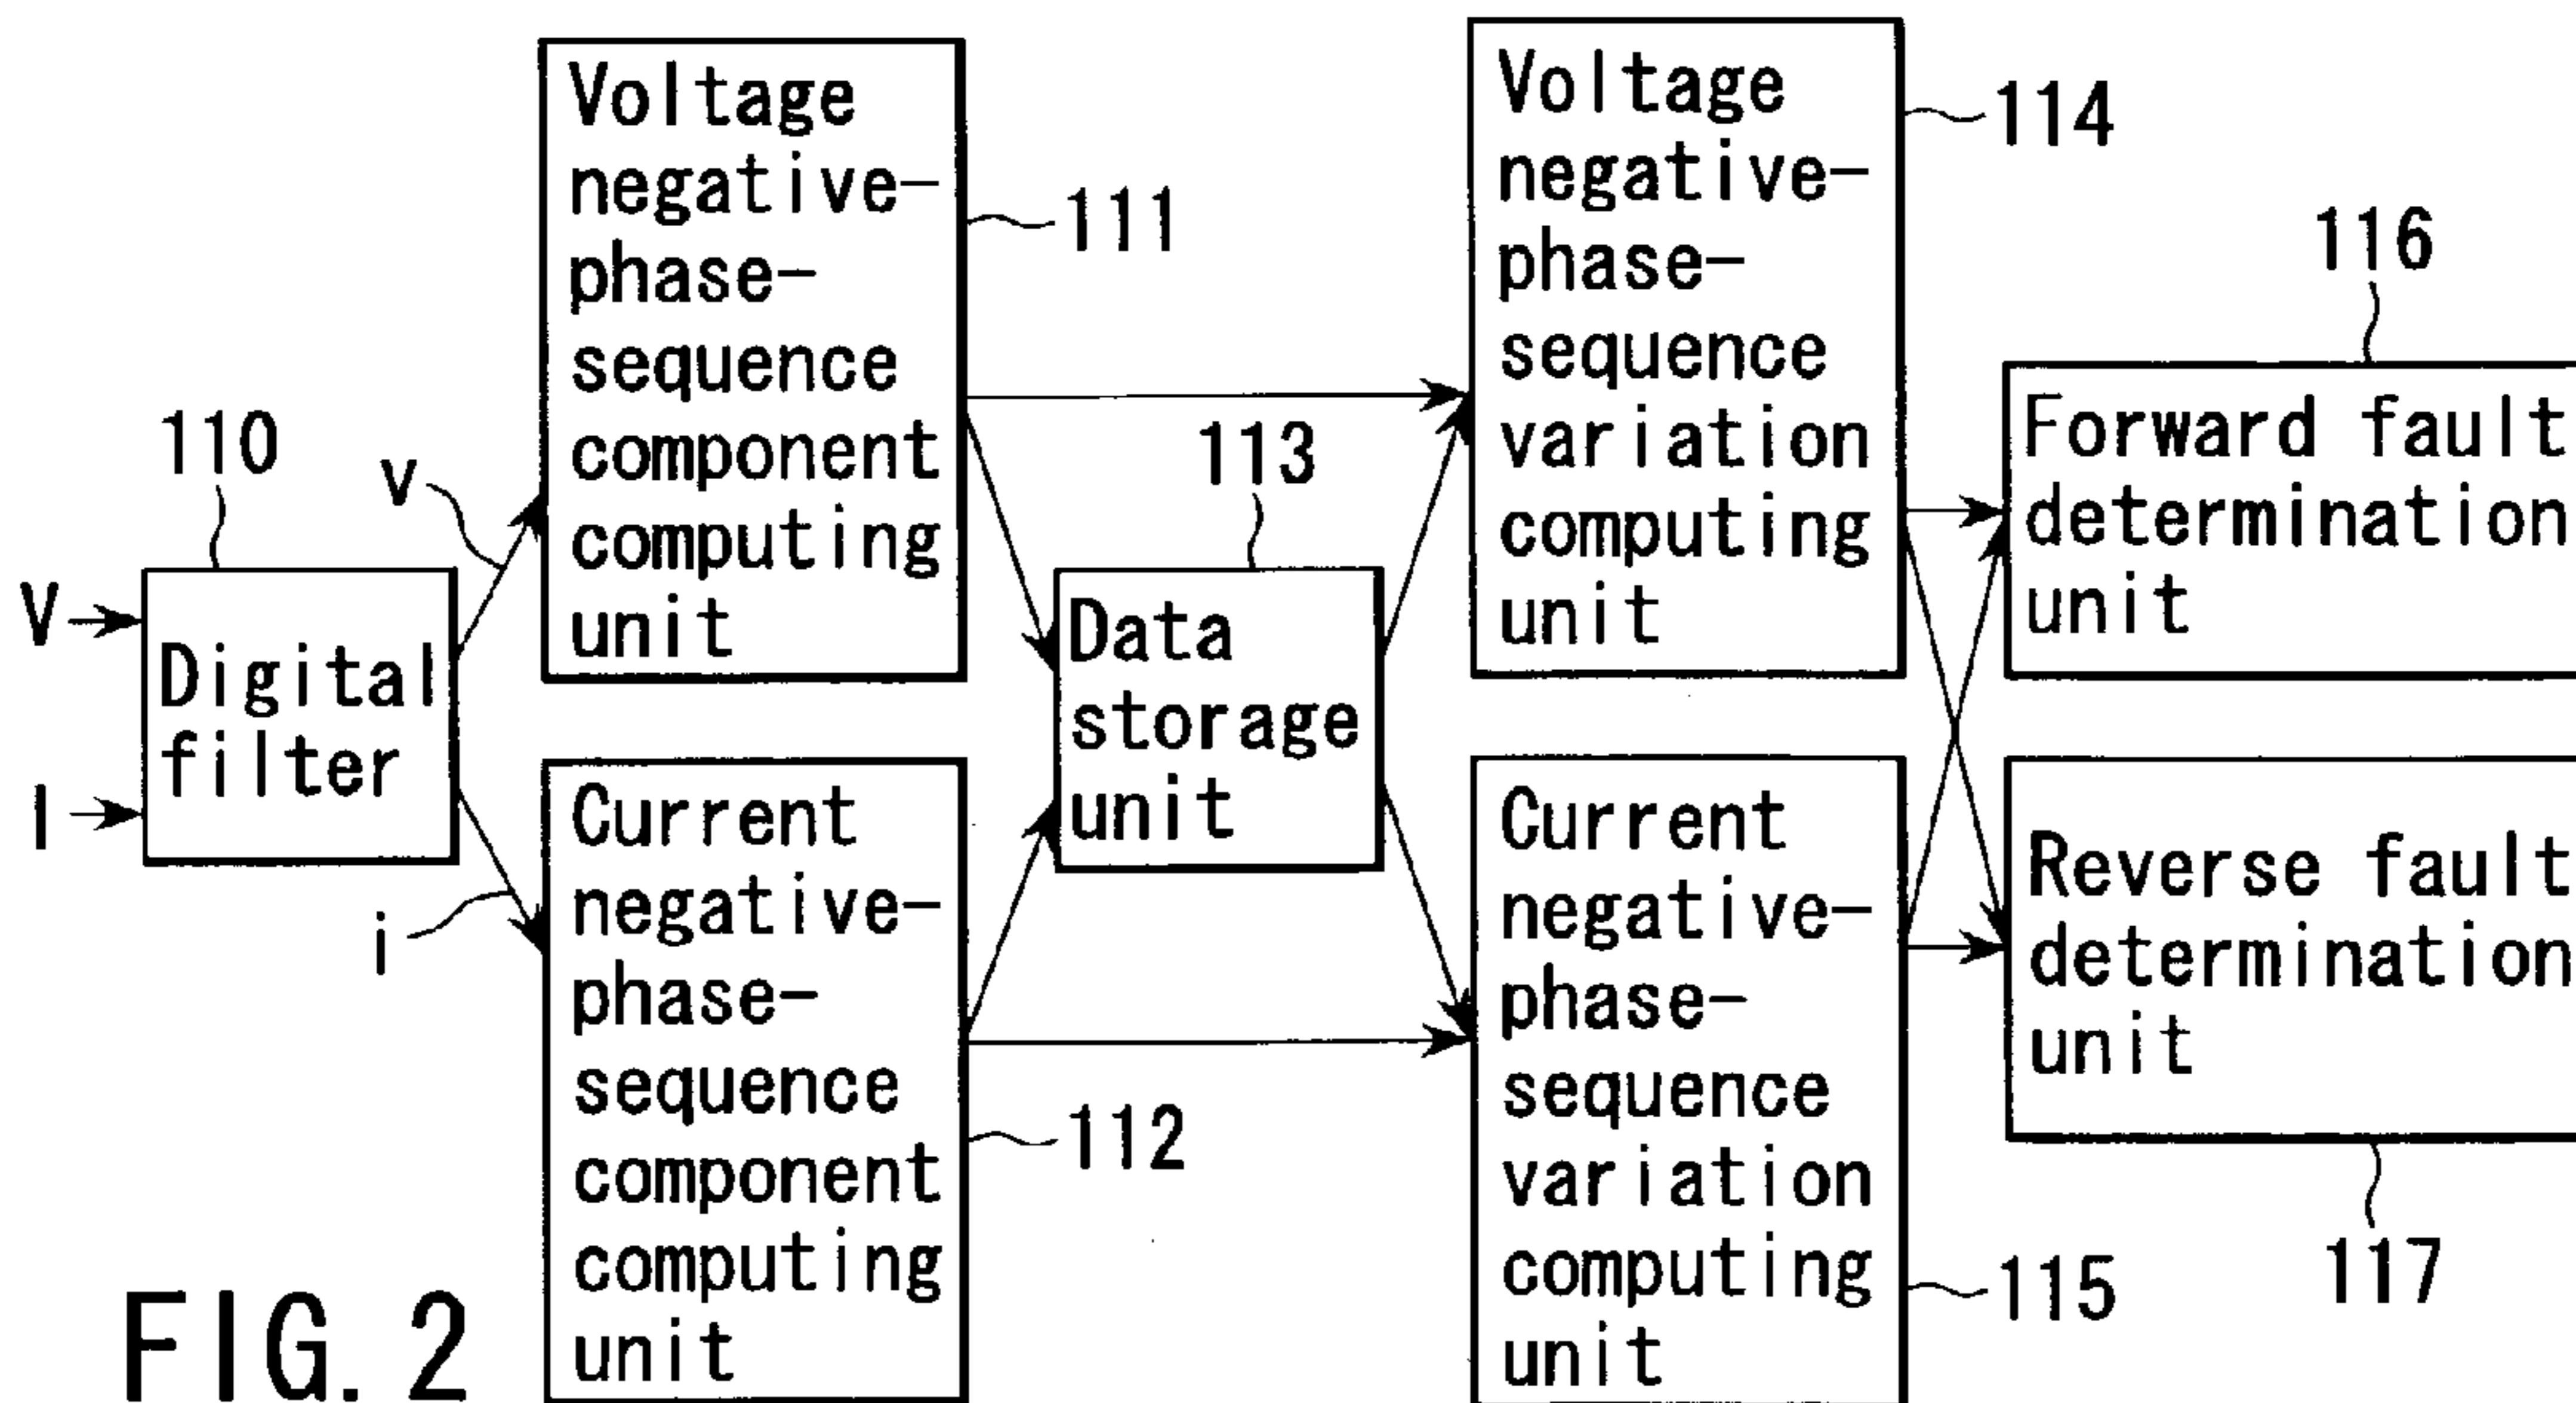 V
I
110
Digital
filter
v
i
Voltage
negative-
phase-
sequence
component
computing
unit
111
Current
negative-
phase-
sequence
component
computing
unit
112
113
Data
storage
unit
Voltage
negative-
phase-
sequence
variation
computing
unit
114
Current
negative-
phase-
sequence
variation
computing
unit
115
116
Forward fault
determination
unit
Reverse fault
determination
unit
117
FIG. 2